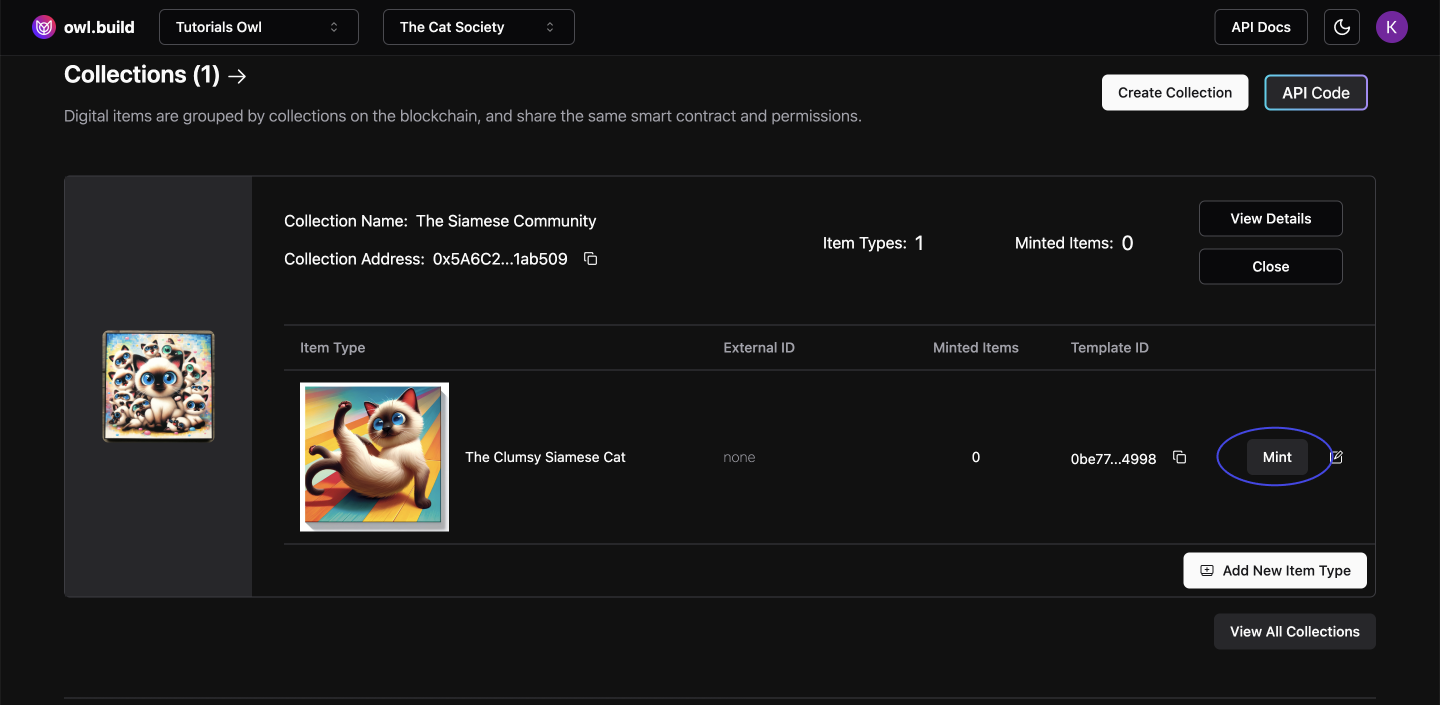 owl.build
Tutorials Owl
The Cat Society
API Docs
K
Collections (1) →
Create Collection
API Code
Digital items are grouped by collections on the blockchain, and share the same smart contract and permissions.
Collection Name: The Siamese Community
Collection Address: 0x5A6C2...1ab509
Item Types: 1
Minted Items: 0
View Details
Close
Item Type
External ID
Minted Items
Template ID
The Clumsy Siamese Cat
none
0
0be77...4998
Mint
Add New Item Type
View All Collections